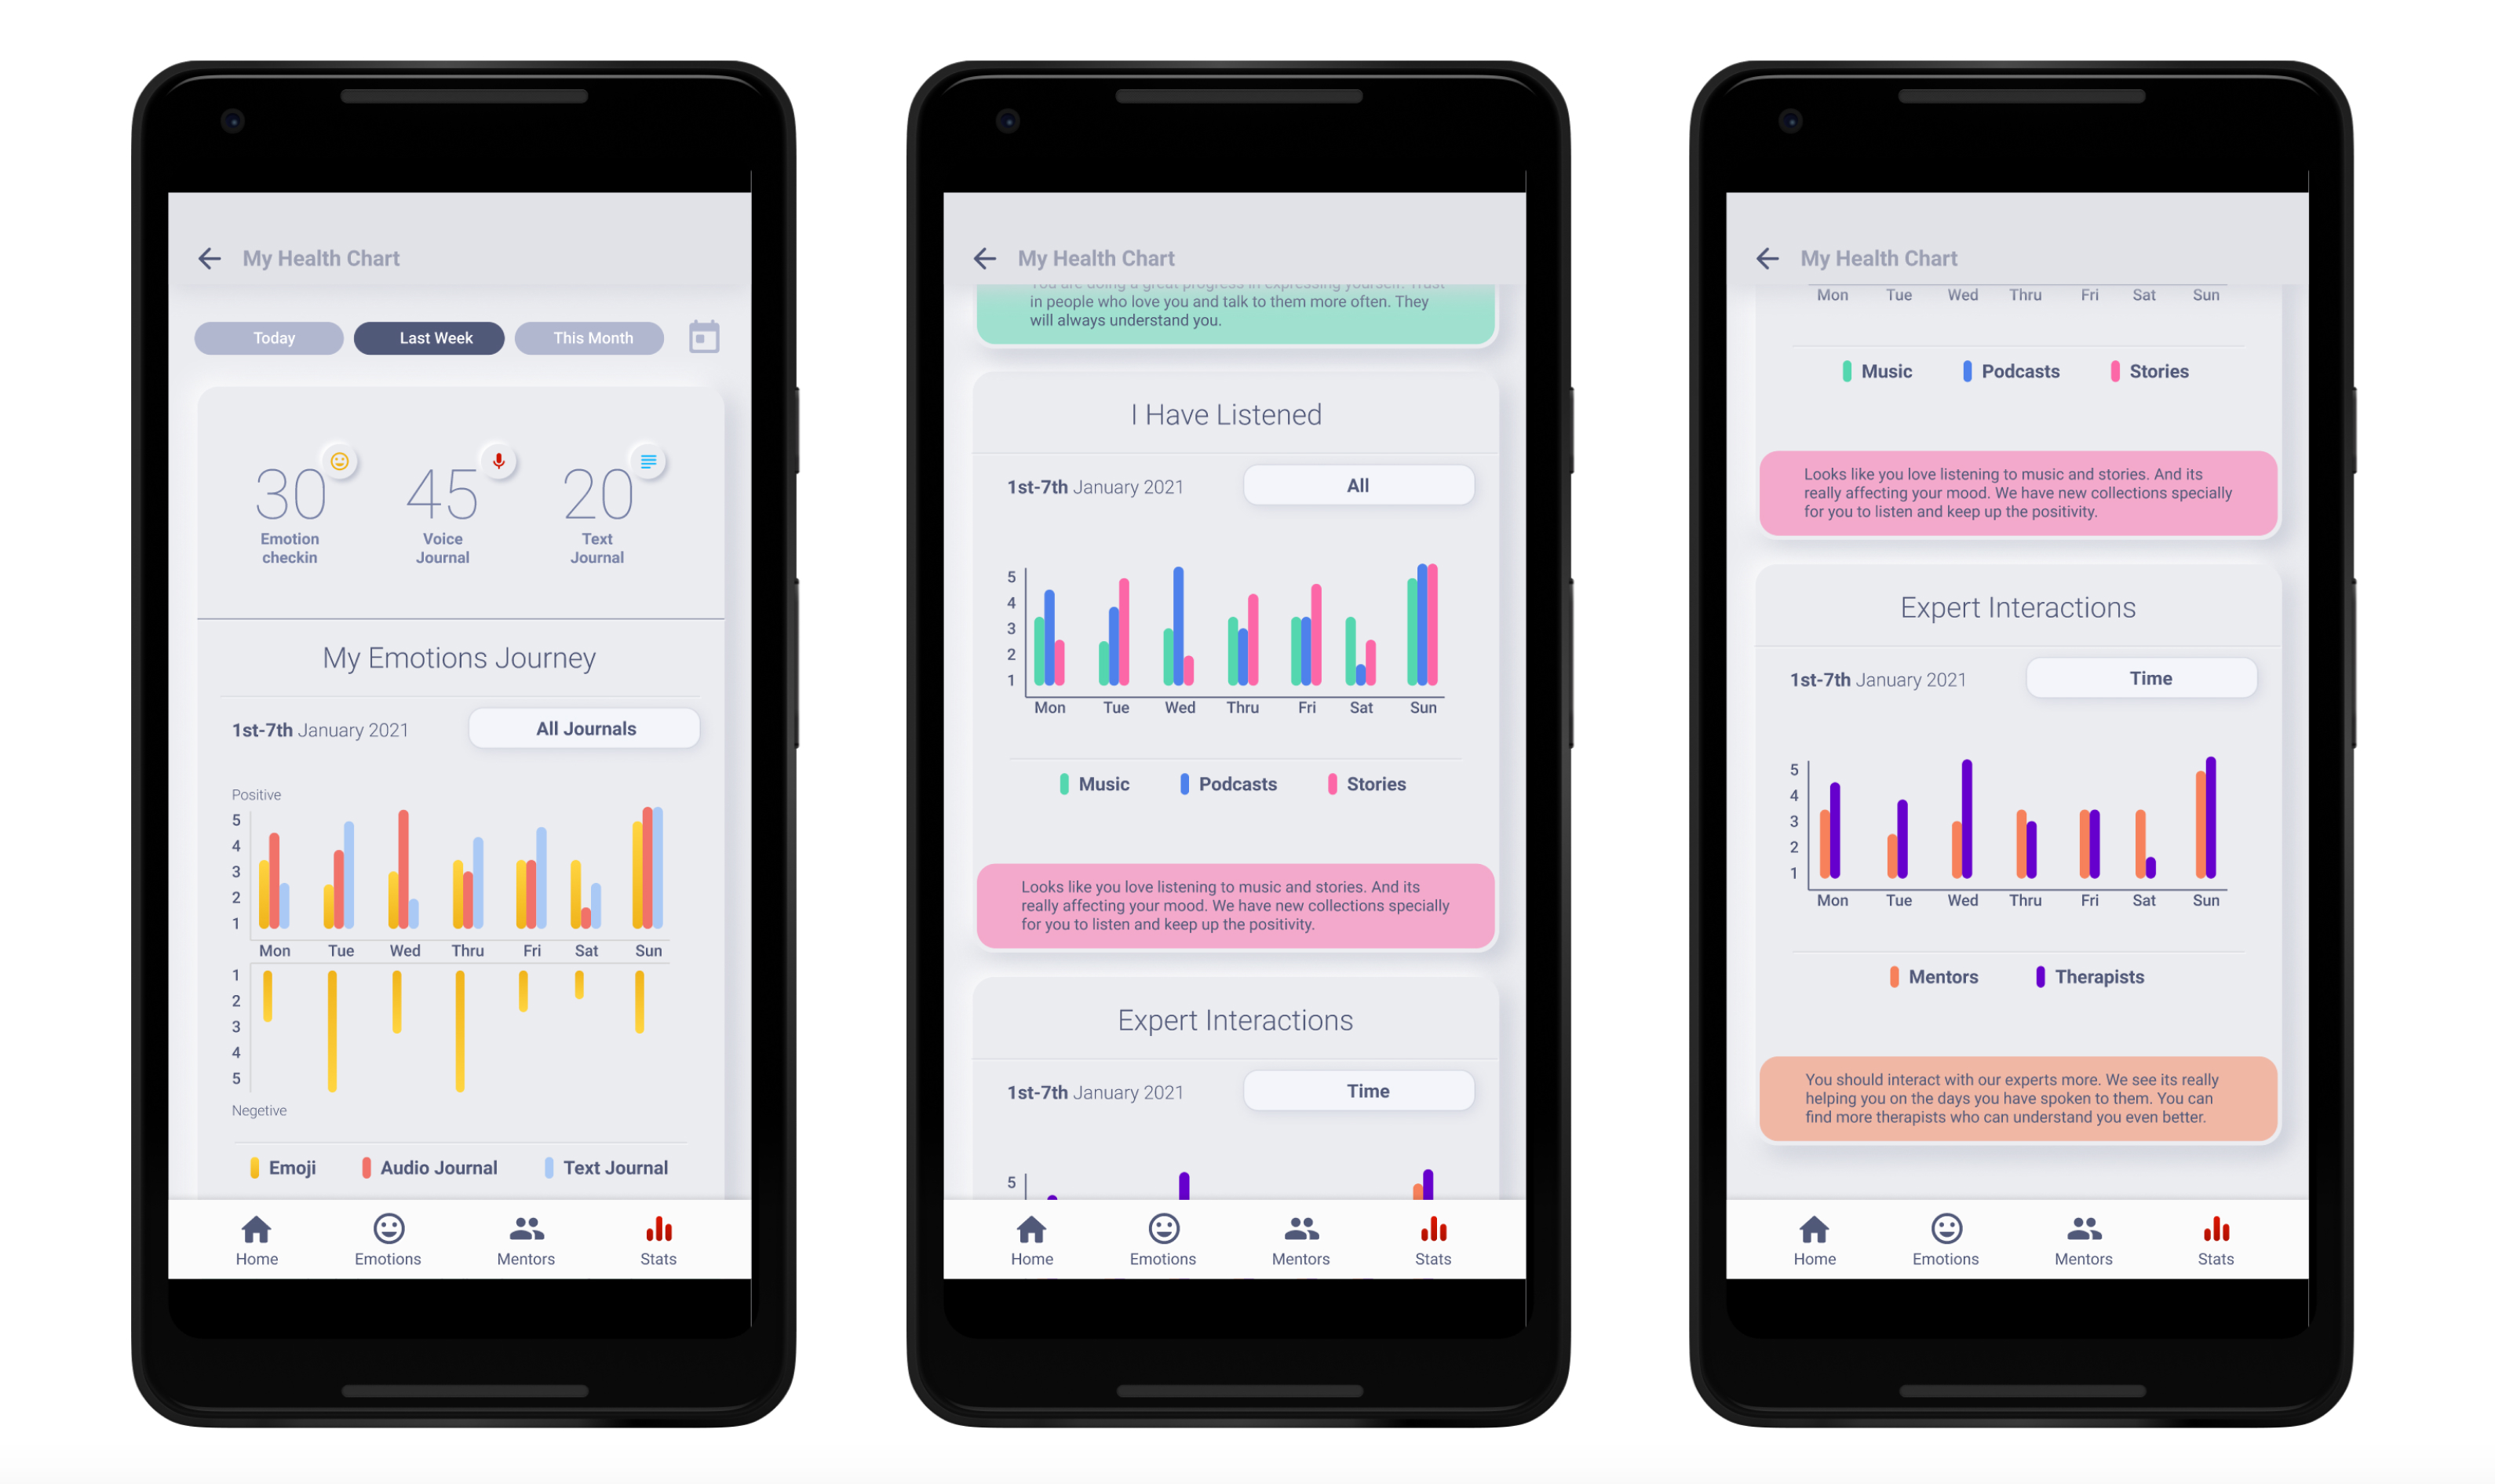 My Health Chart
Today Last Week This Month
30 45 20
Emotion Voice Text
checkin Journal Journal
My Emotions Journey
1st-7th January 2021 All Journals
Positive
5
4
3
2
1
Mon Tue Wed Thru Fri Sat Sun
1
2
3
4
5
Negetive
Emoji Audio Journal Text Journal
Home Emotions Mentors Stats
My Health Chart
You are doing a great progress in expressing yourself. Trust
in people who love you and talk to them more often. They
will always understand you.
I Have Listened
1st-7th January 2021 All
5
4
3
2
1
Mon Tue Wed Thru Fri Sat Sun
Music Podcasts Stories
Looks like you love listening to music and stories. And its
really affecting your mood. We have new collections specially
for you to listen and keep up the positivity.
Expert Interactions
1st-7th January 2021 Time
5
Home Emotions Mentors Stats
My Health Chart
Mon Tue Wed Thru Fri Sat Sun
Music Podcasts Stories
Looks like you love listening to music and stories. And its
really affecting your mood. We have new collections specially
for you to listen and keep up the positivity.
Expert Interactions
1st-7th January 2021 Time
5
4
3
2
1
Mon Tue Wed Thru Fri Sat Sun
Mentors Therapists
You should interact with our experts more. We see its really
helping you on the days you have spoken to them. You can
find more therapists who can understand you even better.
Home Emotions Mentors Stats